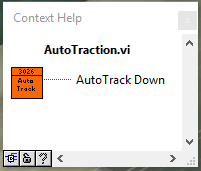 Context Help
AutoTraction.vi
3026
Auto
Track
AutoTrack Down
?